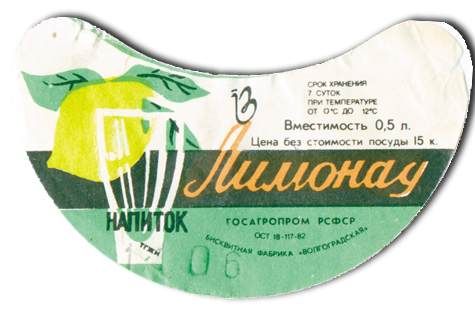 СРОК ХРАНЕНИЯ
7 СУТОК
ПРИ ТЕМПЕРАТУРЕ
ОТ 0°С ДО 12°С
Вместимость 0,5 л.
Цена без стоимости посуды 15 к.
Лимонад
НАПИТОК
ГОСАГРОПРОМ РСФСР
ОСТ 18-117-82
БИСКВИТНАЯ ФАБРИКА «ВОЛГОГРАДСКАЯ»
06